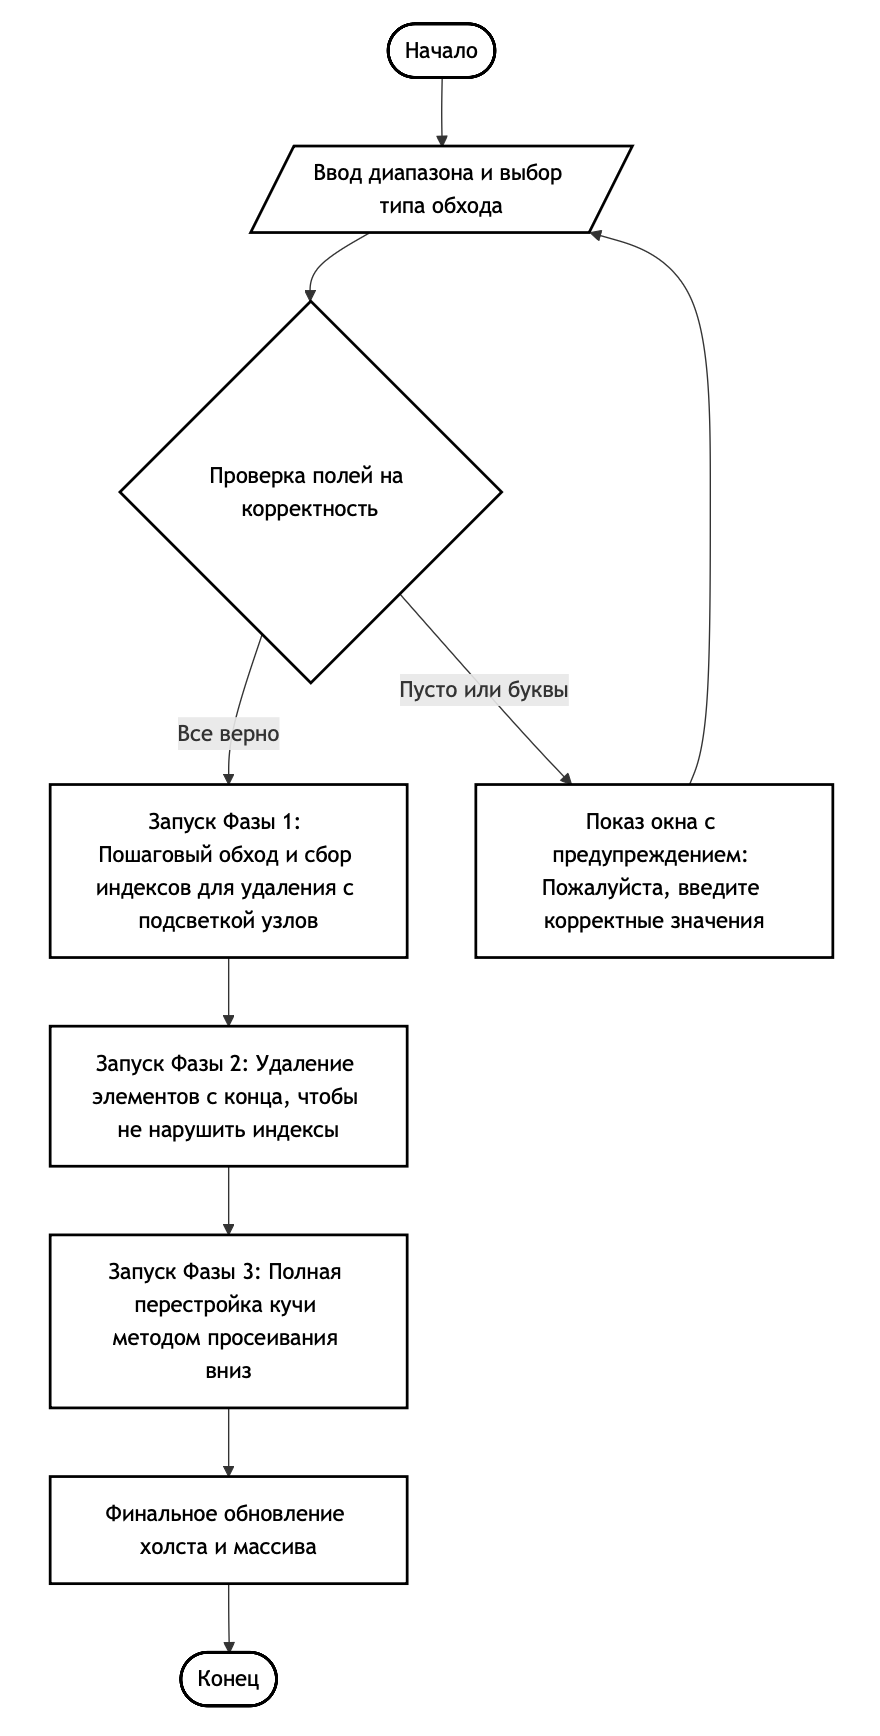 Начало
Ввод диапазона и выбор
типа обхода
Проверка полей на
корректность
Пусто или буквы
Все верно
Запуск Фазы 1:
Пошаговый обход и сбор
индексов для удаления с
подсветкой узлов
Показ окна с
предупреждением:
Пожалуйста, введите
корректные значения
Запуск Фазы 2: Удаление
элементов с конца, чтобы
не нарушить индексы
Запуск Фазы 3: Полная
перестройка кучи
методом просеивания
вниз
Финальное обновление
холста и массива
Конец